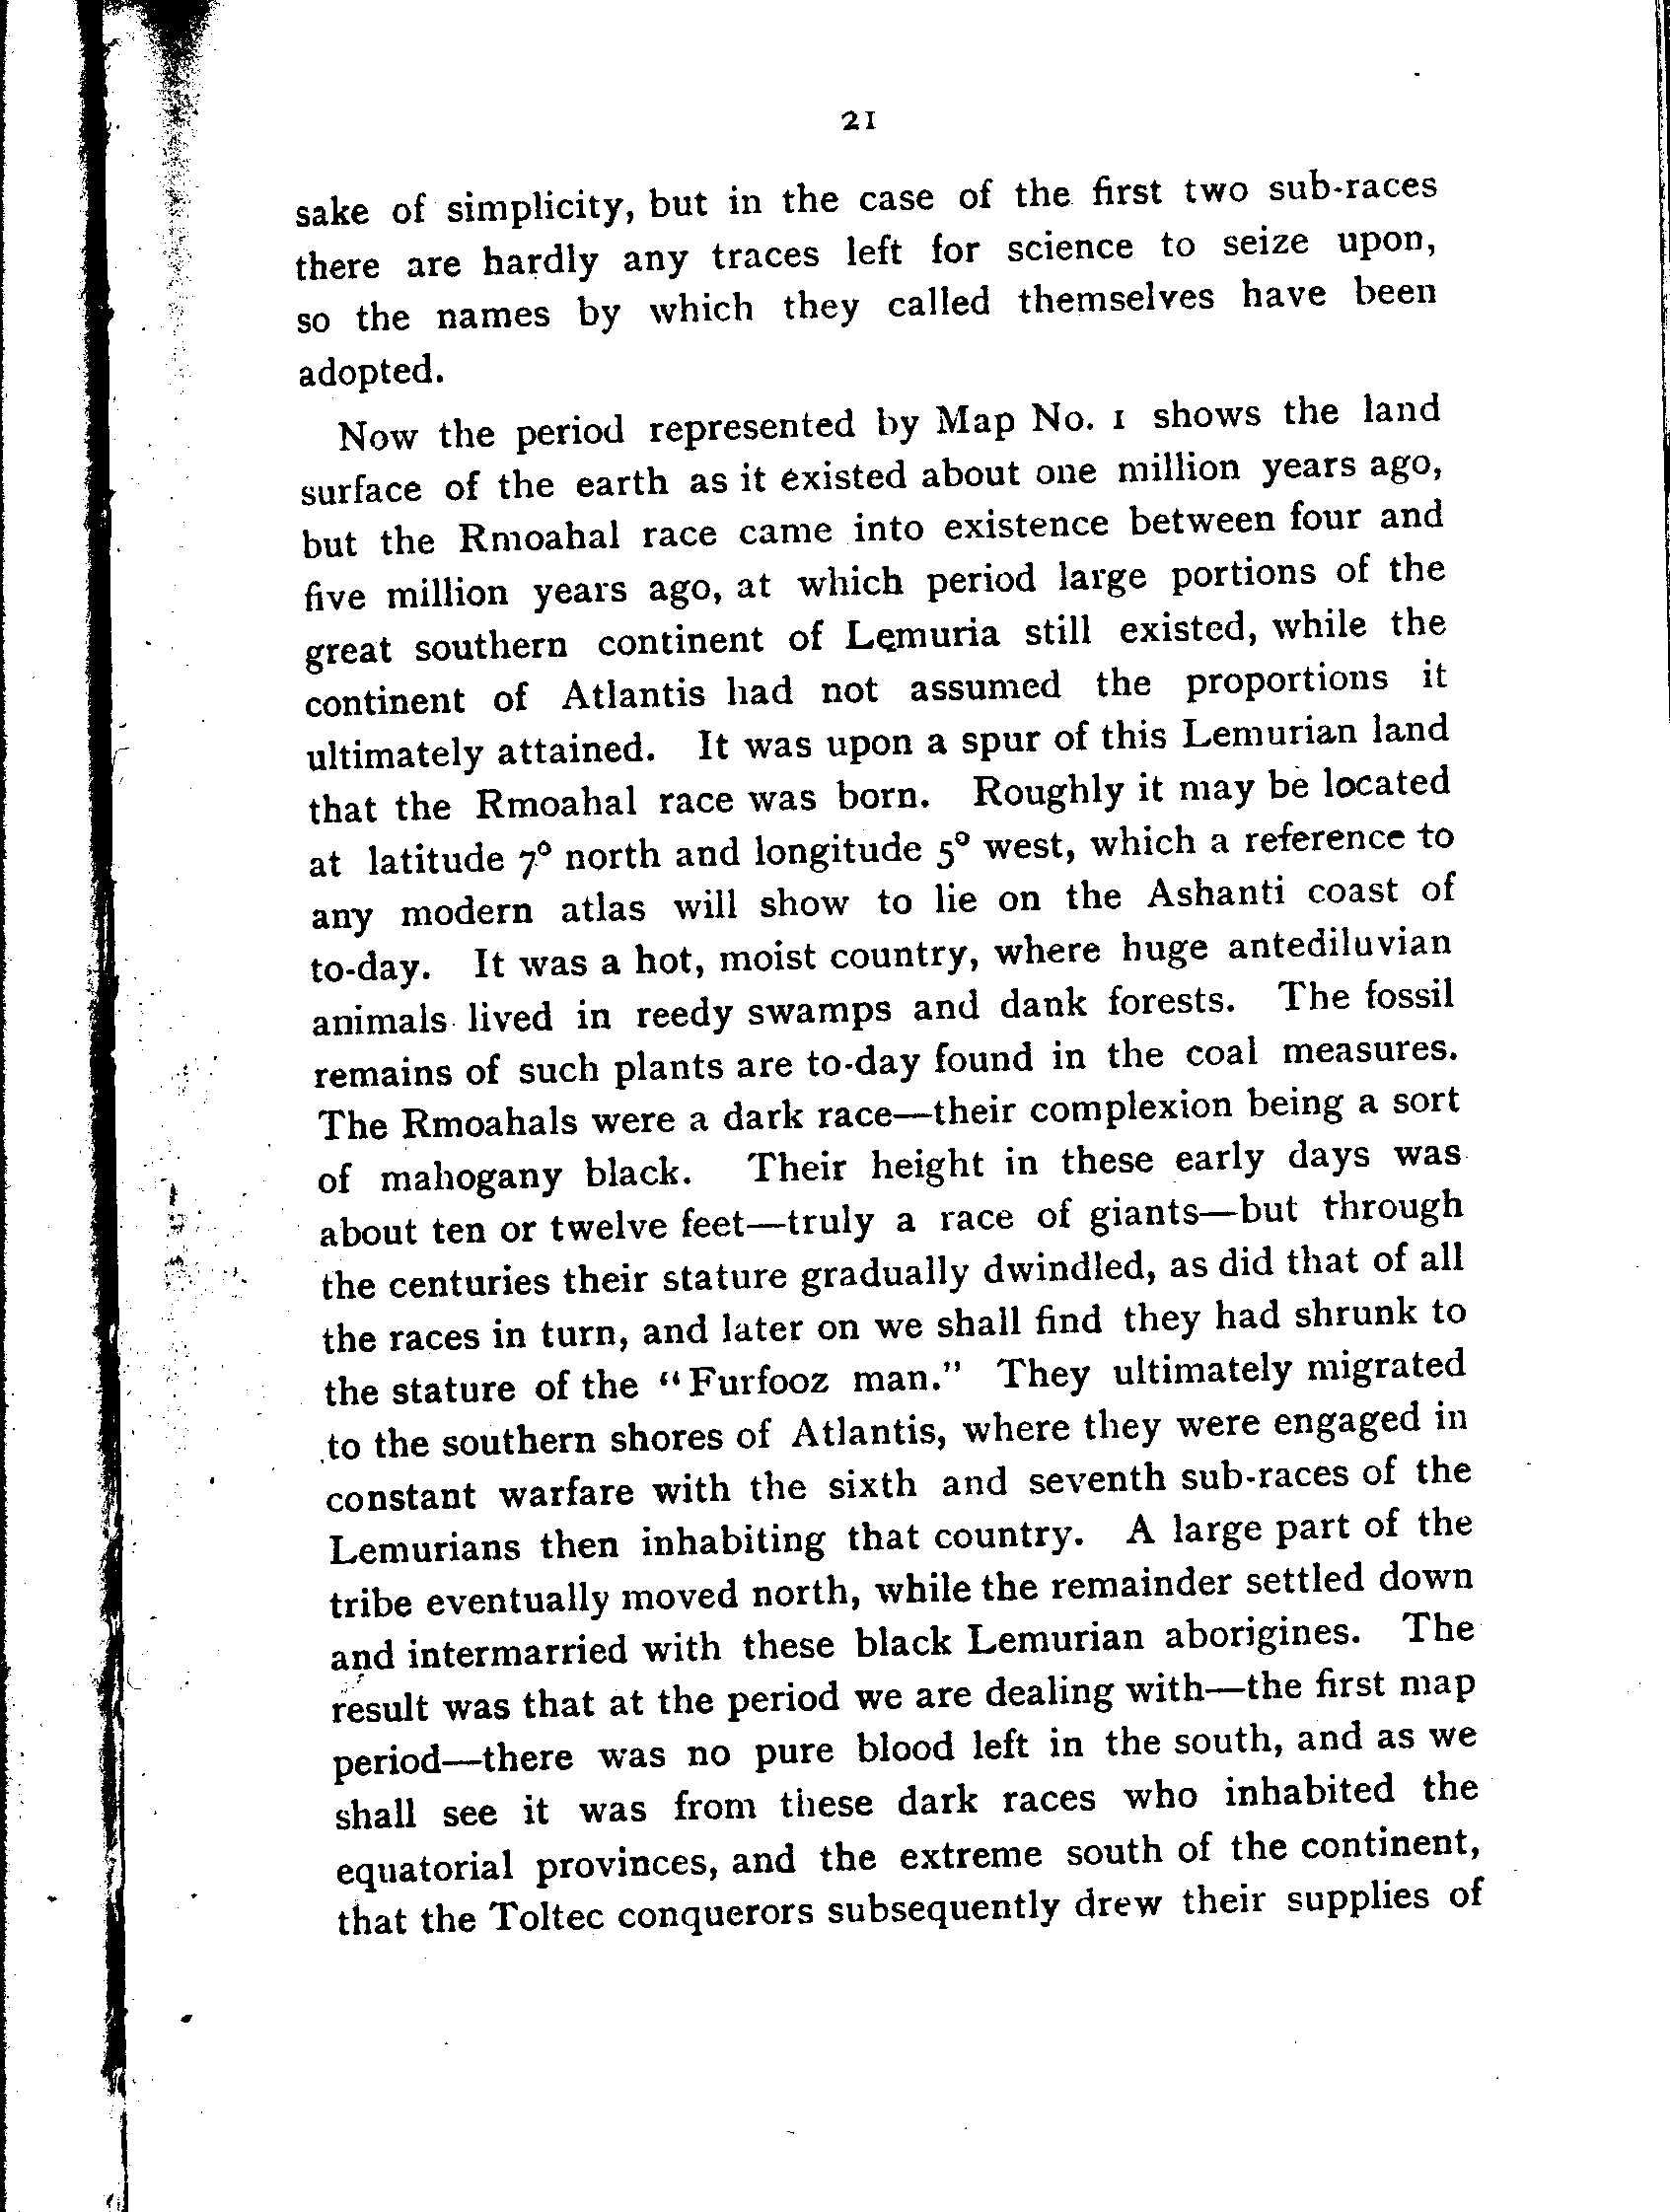 21
sake of simplicity, but in the case of the first two sub-races
there are hardly any traces left for science to seize upon,
so the names by which they called themselves have been
adopted.
Now the period represented by Map No. 1 shows the land
surface of the earth as it existed about one million years ago,
but the Rmoahal race came into existence between four and
five million years ago, at which period large portions of the
great southern continent of Lemuria still existed, while the
continent of Atlantis had not assumed the proportions it
ultimately attained. It was upon a spur of this Lemurian land
that the Rmoahal race was born. Roughly it may be located
at latitude 7° north and longitude 5° west, which a reference to
any modern atlas will show to lie on the Ashanti coast of
to-day. It was a hot, moist country, where huge antediluvian
animals lived in reedy swamps and dank forests. The fossil
remains of such plants are to-day found in the coal measures.
The Rmoahals were a dark race—their complexion being a sort
of mahogany black. Their height in these early days was
about ten or twelve feet—truly a race of giants—but through
the centuries their stature gradually dwindled, as did that of all
the races in turn, and later on we shall find they had shrunk to
the stature of the "Furfooz man." They ultimately migrated
to the southern shores of Atlantis, where they were engaged in
constant warfare with the sixth and seventh sub-races of the
Lemurians then inhabiting that country. A large part of the
tribe eventually moved north, while the remainder settled down
and intermarried with these black Lemurian aborigines. The
result was that at the period we are dealing with—the first map
period—there was no pure blood left in the south, and as we
shall see it was from these dark races who inhabited the
equatorial provinces, and the extreme south of the continent,
that the Toltec conquerors subsequently drew their supplies of